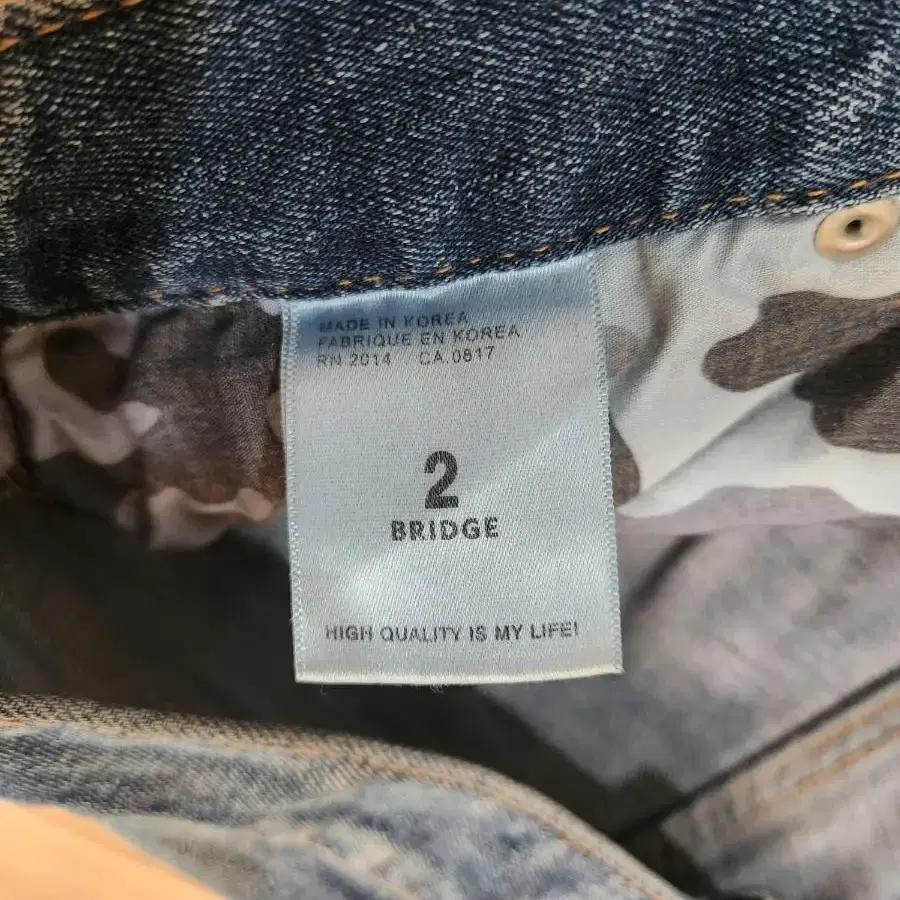 MADE IN KOREA
FABRIQUE EN KOREA
RN 2014 CA.0817
2
BRIDGE
HIGH QUALITY IS MY LIFE!